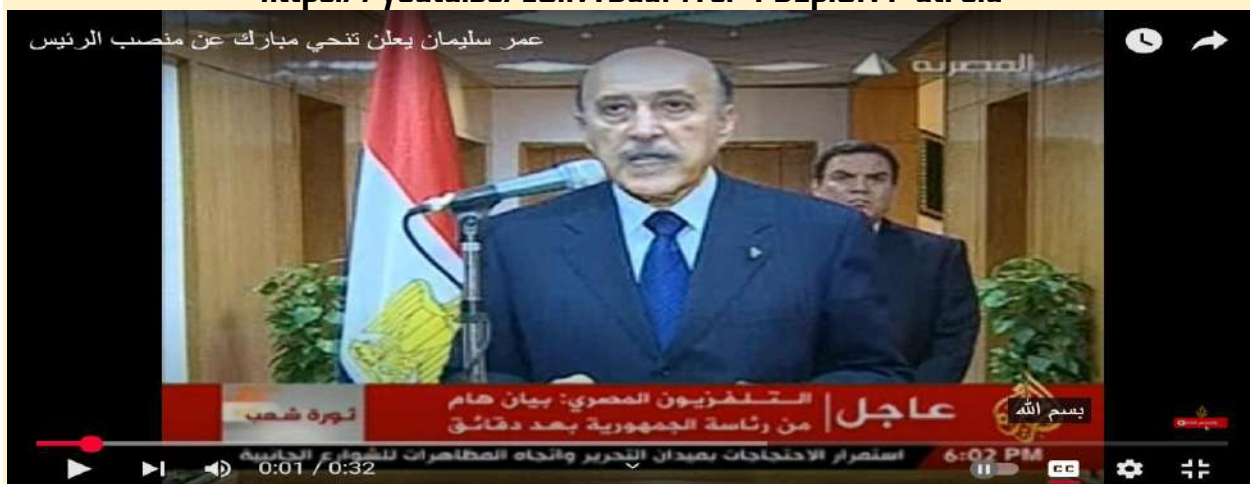 عمر سليمان يعلن تنحي مبارك عن منصب الرئيس
المصرية
عاجل
التلفزيون المصري: بيان هام
من رئاسة الجمهورية بعد دقائق
ثورة شعب
بسم الله
6:02 PM
استمرار الاحتجاجات بميدان التحرير واتجاه المظاهرات للشوارع الجانبية
0:01 / 0:32
CC